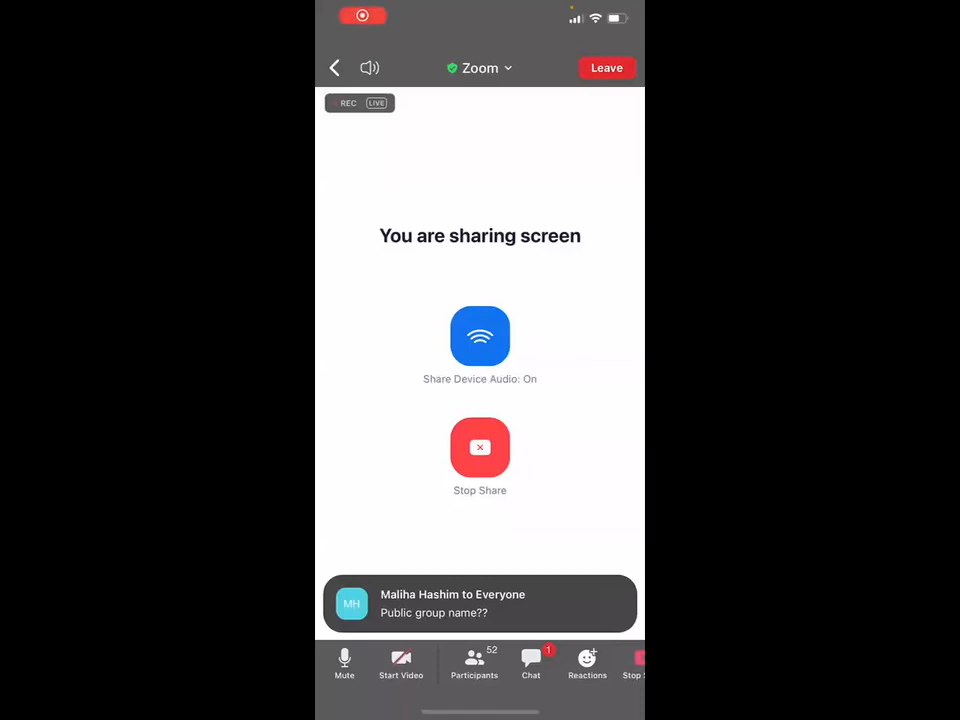 Zoom
Leave
REC LIVE
You are sharing screen
Share Device Audio: On
Stop Share
MH
Maliha Hashim to Everyone
Public group name??
52
1
Mute
Start Video
Participants
Chat
Reactions
Stop